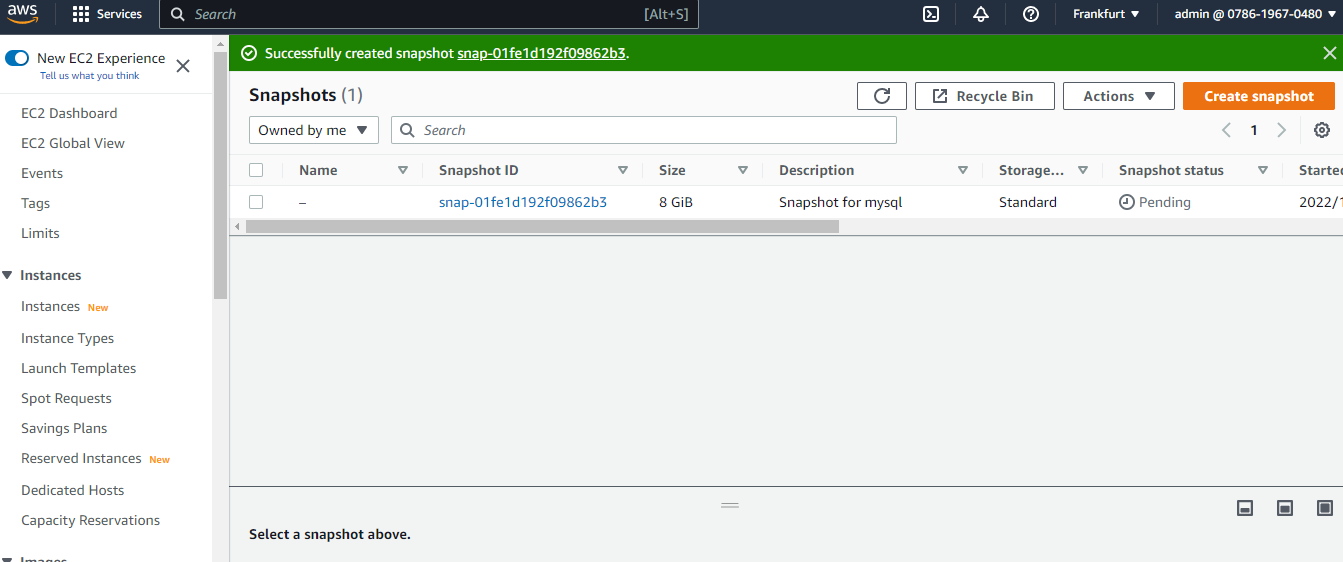 aws Services Search [Alt+S] Frankfurt ▼ admin @ 0786-1967-0480 ▼
New EC2 Experience
Tell us what you think
EC2 Dashboard
EC2 Global View
Events
Tags
Limits
Instances
Instances New
Instance Types
Launch Templates
Spot Requests
Savings Plans
Reserved Instances New
Dedicated Hosts
Capacity Reservations
Images
Successfully created snapshot snap-01fe1d192f09862b3.
Snapshots (1) Recycle Bin Actions ▼ Create snapshot
Owned by me ▼ Search 1
Name Snapshot ID Size Description Storage... Snapshot status Started
– snap-01fe1d192f09862b3 8 GiB Snapshot for mysql Standard Pending 2022/1
Select a snapshot above.